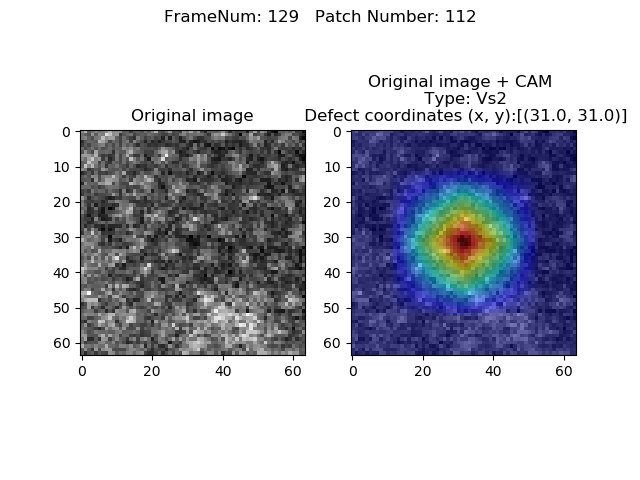 FrameNum: 129   Patch Number: 112
Original image + CAM
Type: Vs2
Original image
Defect coordinates (x, y):[(31.0, 31.0)]
0
10
20
30
40
50
60
0 20 40 60
0
10
20
30
40
50
60
0 20 40 60